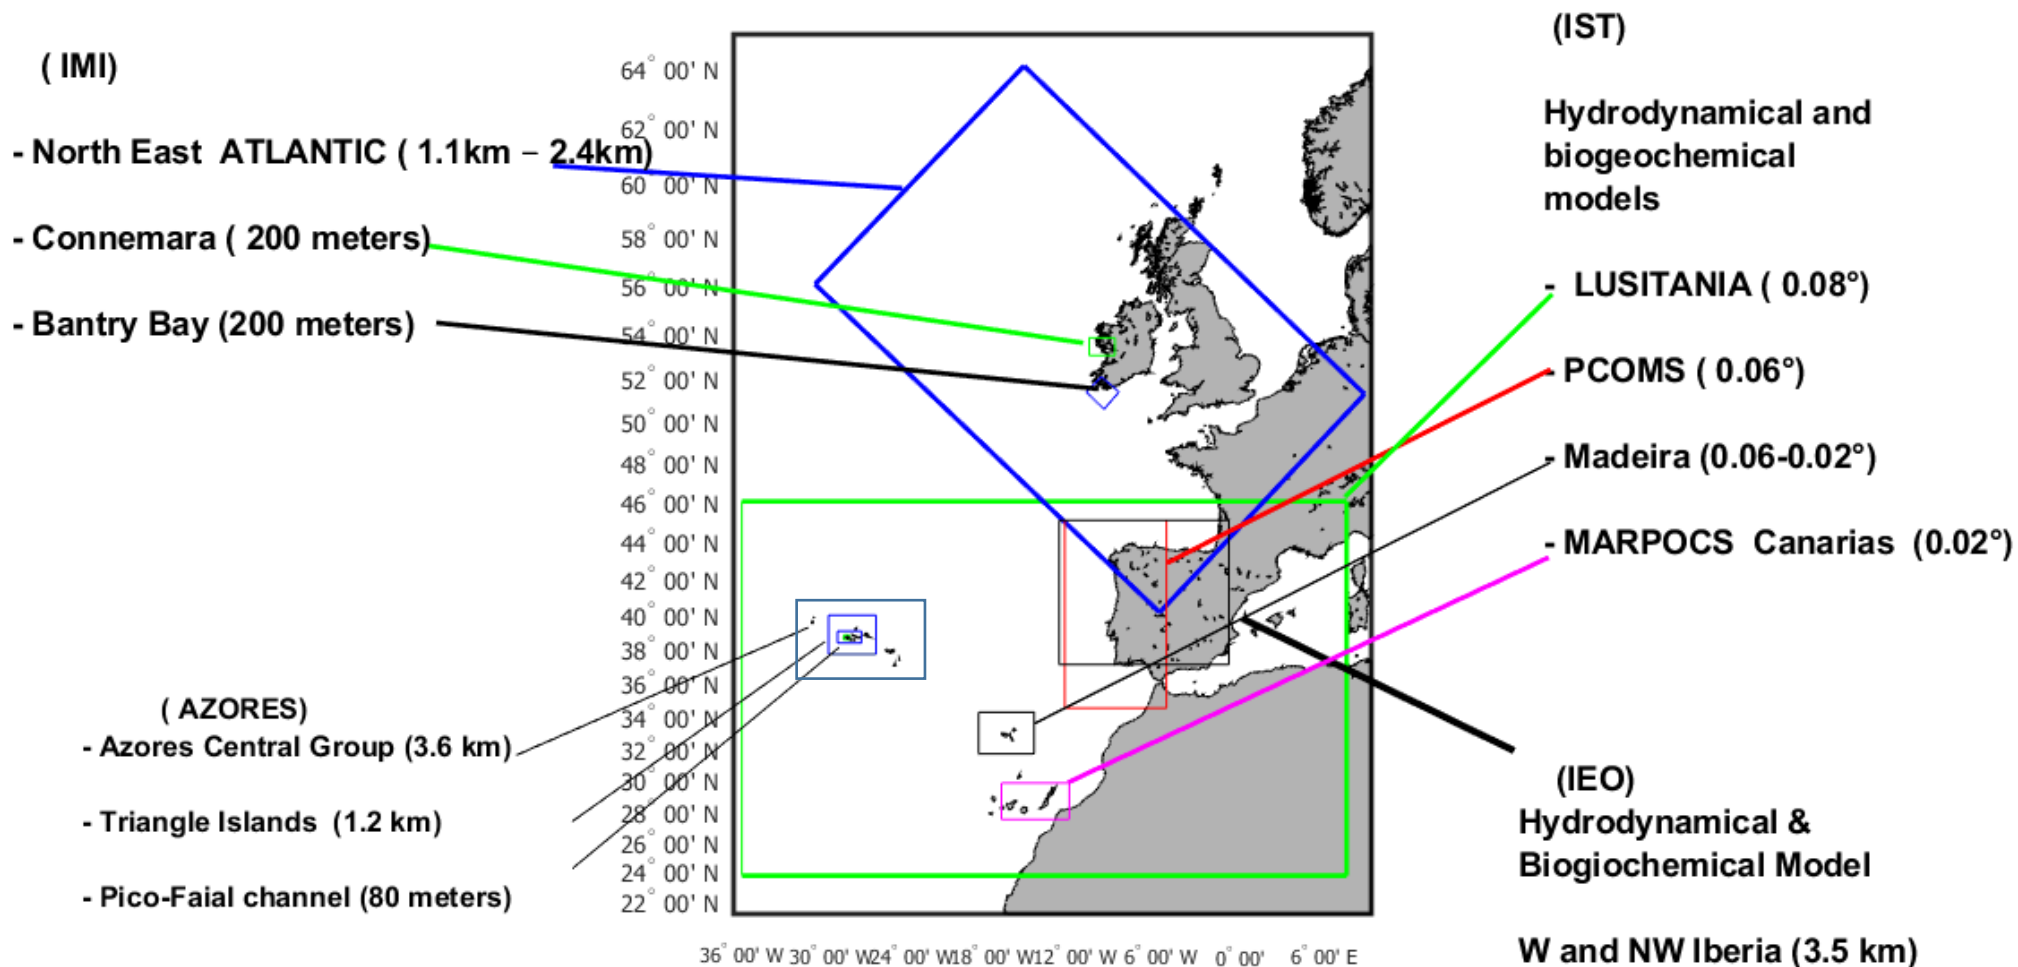 ( IMI)
- North East ATLANTIC ( 1.1km – 2.4km)
- Connemara ( 200 meters)
- Bantry Bay (200 meters)
( AZORES)
- Azores Central Group (3.6 km)
- Triangle Islands (1.2 km)
- Pico-Faial channel (80 meters)
64° 00' N
62° 00' N
60° 00' N
58° 00' N
56° 00' N
54° 00' N
52° 00' N
50° 00' N
48° 00' N
46° 00' N
44° 00' N
42° 00' N
40° 00' N
38° 00' N
36° 00' N
34° 00' N
32° 00' N
30° 00' N
28° 00' N
26° 00' N
24° 00' N
22° 00' N
36° 00' W 30° 00' W 24° 00' W 18° 00' W 12° 00' W 6° 00' W 0° 00' 6° 00' E
(IST)
Hydrodynamical and
biogeochemical
models
- LUSITANIA ( 0.08°)
- PCOMS ( 0.06°)
- Madeira (0.06-0.02°)
- MARPOCS Canarias (0.02°)
(IEO)
Hydrodynamical &
Biogiochemical Model
W and NW Iberia (3.5 km)